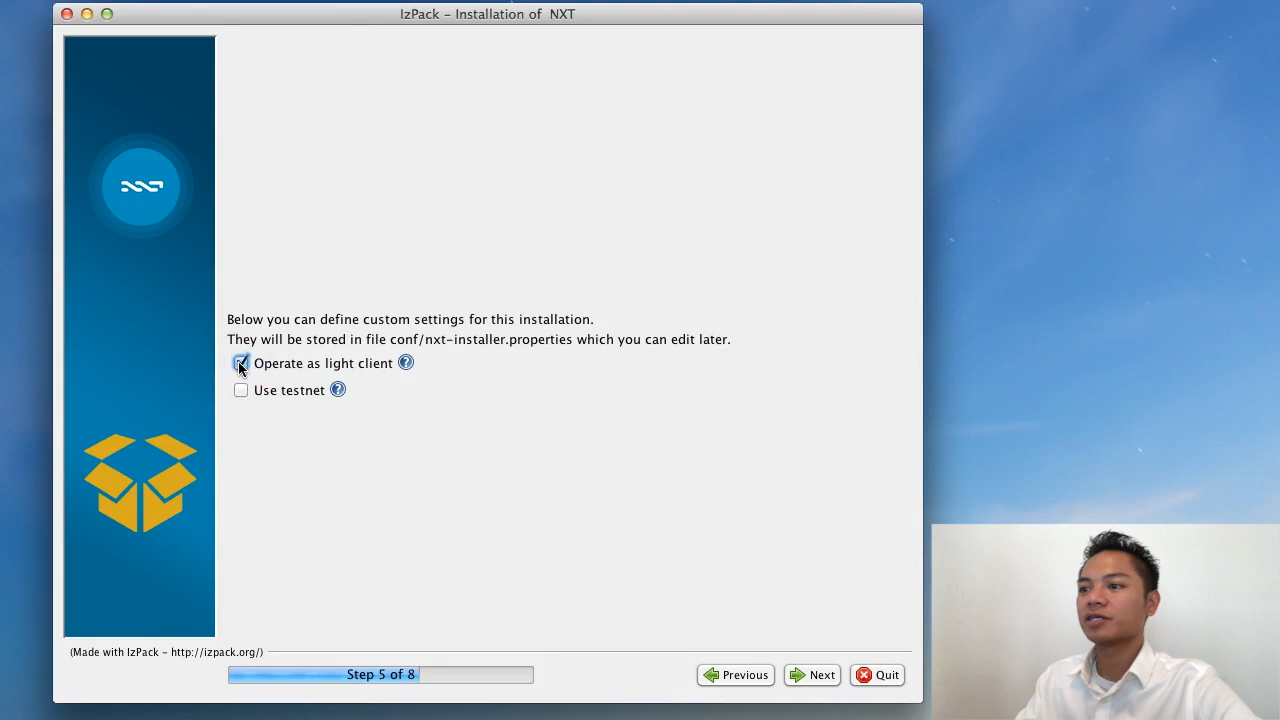 IzPack - Installation of NXT
Below you can define custom settings for this installation.
They will be stored in file conf/nxt-installer.properties which you can edit later.
Operate as light client
Use testnet
(Made with IzPack - http://izpack.org/)
Step 5 of 8
Previous
Next
Quit